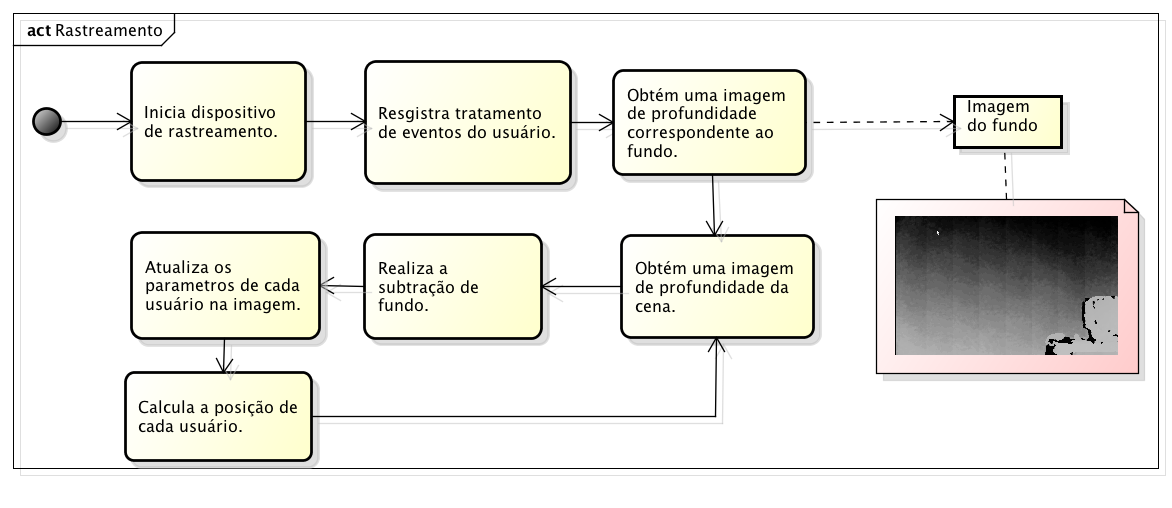 act Rastreamento
Inicia dispositivo
de rastreamento.
Resgistra tratamento
de eventos do usuário.
Obtém uma imagem
de profundidade
correspondente ao
fundo.
Imagem
do fundo
Obtém uma imagem
de profundidade da
cena.
Realiza a
subtração de
fundo.
Atualiza os
parametros de cada
usuário na imagem.
Calcula a posição de
cada usuário.